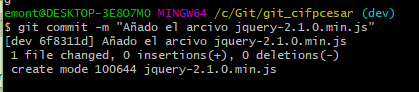 emont@DESKTOP-3E8O7MO MINGW64 /c/Git/git_cifpcesar (dev)
$ git commit -m "Añado el arcivo jquery-2.1.0.min.js"
[dev 6f8311d] Añado el arcivo jquery-2.1.0.min.js
1 file changed, 0 insertions(+), 0 deletions(-)
create mode 100644 jquery-2.1.0.min.js